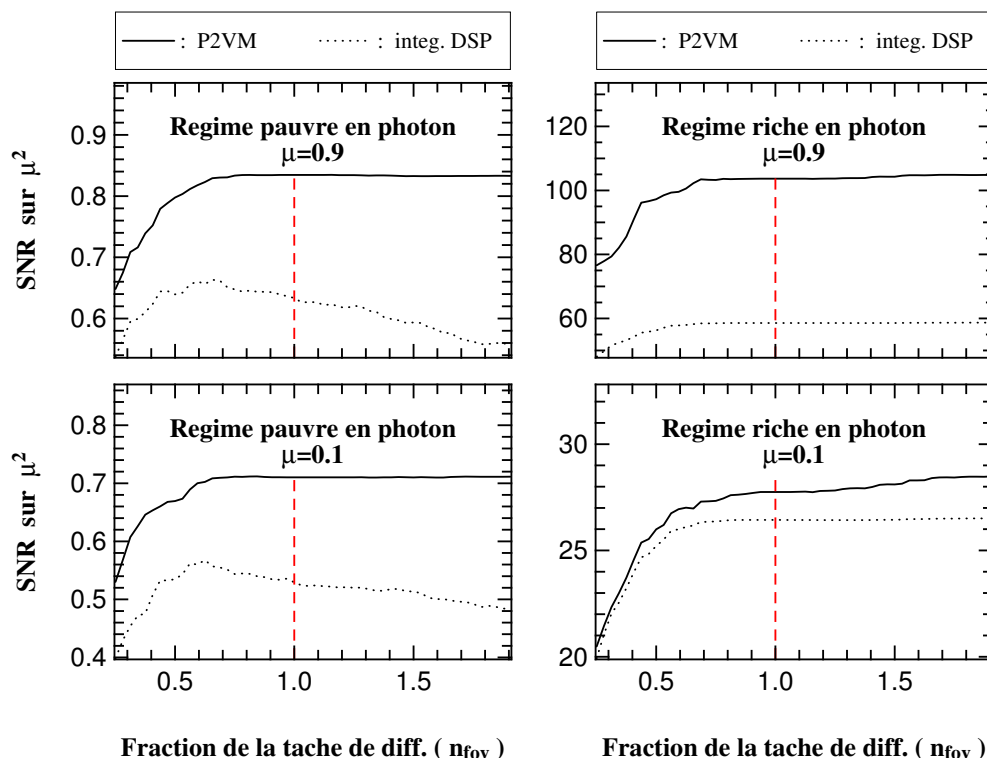 : P2VM : integ. DSP
: P2VM : integ. DSP
Regime pauvre en photon
μ=0.9
0.9
0.8
0.7
0.6
SNR sur μ²
Regime riche en photon
μ=0.9
120
100
80
60
Regime pauvre en photon
μ=0.1
0.8
0.7
0.6
0.5
0.4
SNR sur μ²
0.5 1.0 1.5
Regime riche en photon
μ=0.1
30
25
20
0.5 1.0 1.5
Fraction de la tache de diff. ( nfov )
Fraction de la tache de diff. ( nfov )